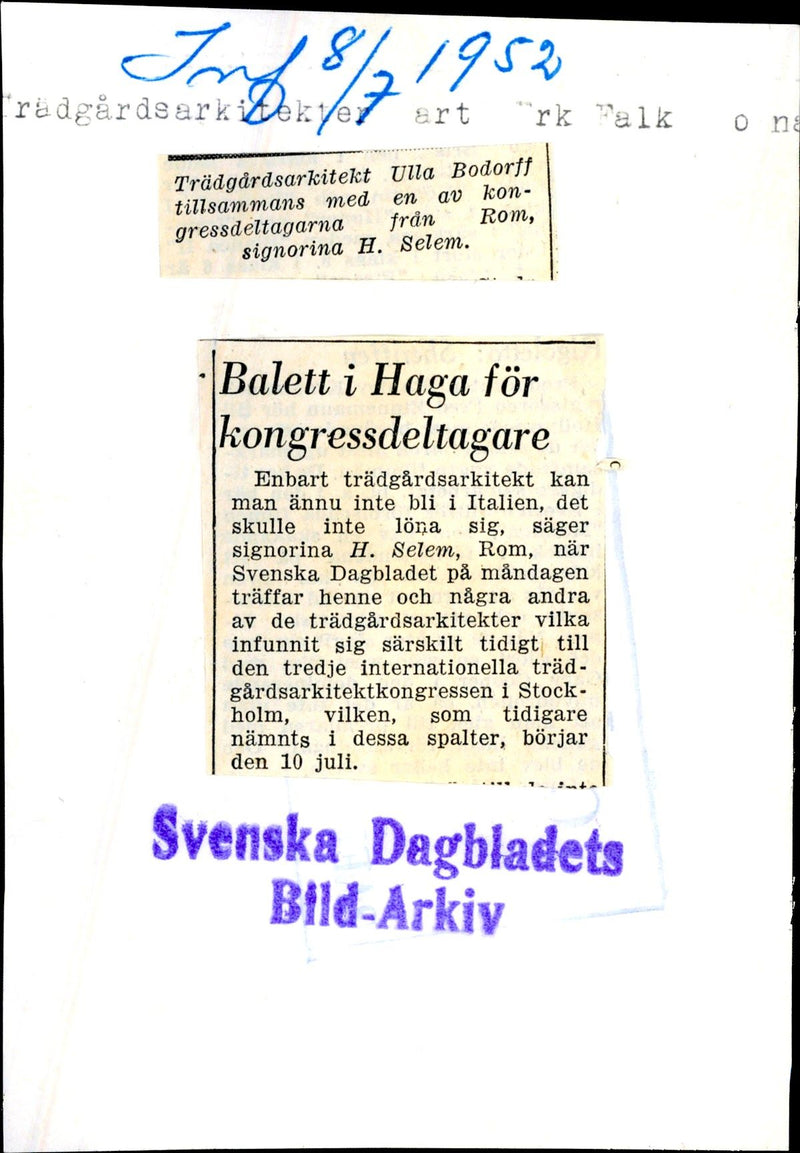 Inf 8/7 1952
Trädgårdsarkitekter art rk Falk o
Trädgårdsarkitekt Ulla Bodorff
tillsammans med en av kon-
gressdeltagarna från Rom,
signorina H. Selem.
Balett i Haga för
kongressdeltagare
Enbart trädgårdsarkitekt kan
man ännu inte bli i Italien, det
skulle inte löna sig, säger
signorina H. Selem, Rom, när
Svenska Dagbladet på måndagen
träffar henne och några andra
av de trädgårdsarkitekter vilka
infunnit sig särskilt tidigt till
den tredje internationella träd-
gårdsarkitektkongressen i Stock-
holm, vilken, som tidigare
nämnts i dessa spalter, börjar
den 10 juli.
Svenska Dagbladets
Bild-Arkiv